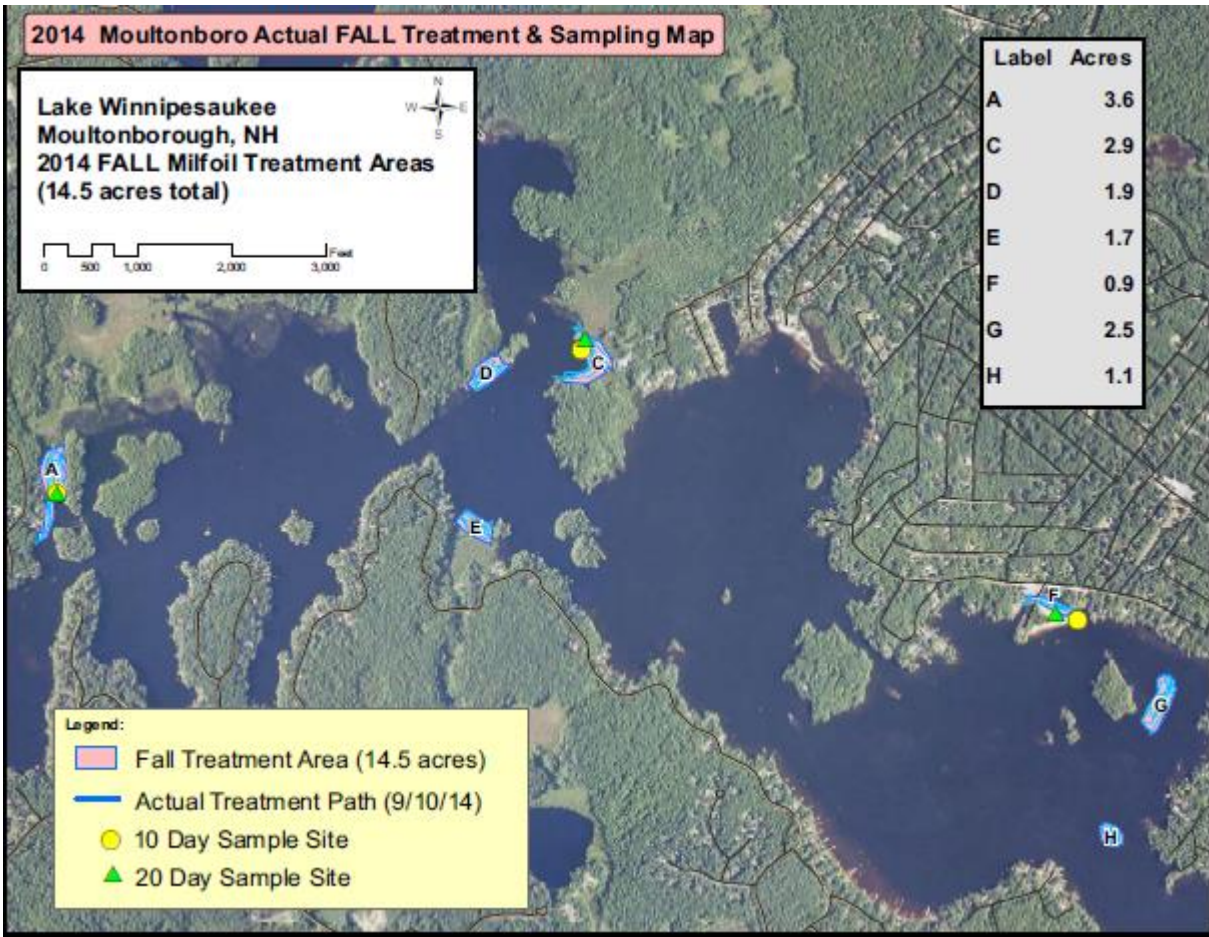 2014 Moultonboro Actual FALL Treatment & Sampling Map
Lake Winnipesaukee
Moultonborough, NH
2014 FALL Milfoil Treatment Areas
(14.5 acres total)
N
W E
S
Feet
0 500 1,000 2,000 3,000
Label Acres
A 3.6
C 2.9
D 1.9
E 1.7
F 0.9
G 2.5
H 1.1
D
C
A
E
F
G
H
Legend:
Fall Treatment Area (14.5 acres)
Actual Treatment Path (9/10/14)
10 Day Sample Site
20 Day Sample Site